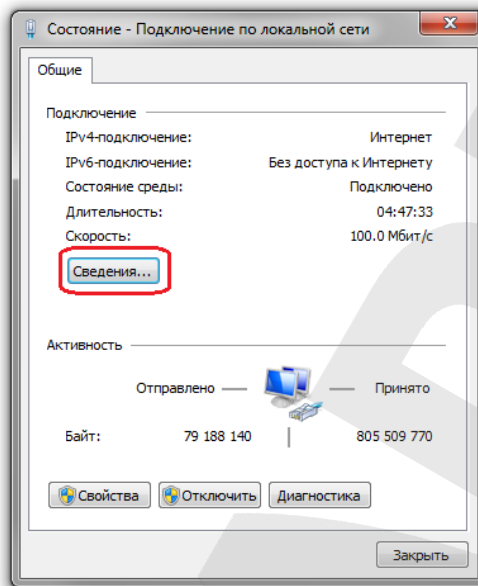 Состояние - Подключение по локальной сети
Общие
Подключение
IPv4-подключение: Интернет
IPv6-подключение: Без доступа к Интернету
Состояние среды: Подключено
Длительность: 04:47:33
Скорость: 100.0 Мбит/с
Сведения...
Активность
Отправлено — Принято
Байт: 79 188 140 805 509 770
Свойства Отключить Диагностика
Закрыть